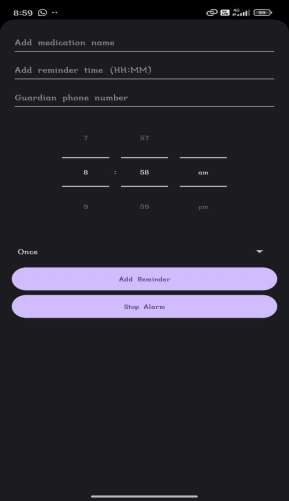 8:59
Add medication name
Add reminder time (HH:MM)
Guardian phone number
7 57
8 : 58 am
9 59 pm
Once
Add Reminder
Stop Alarm